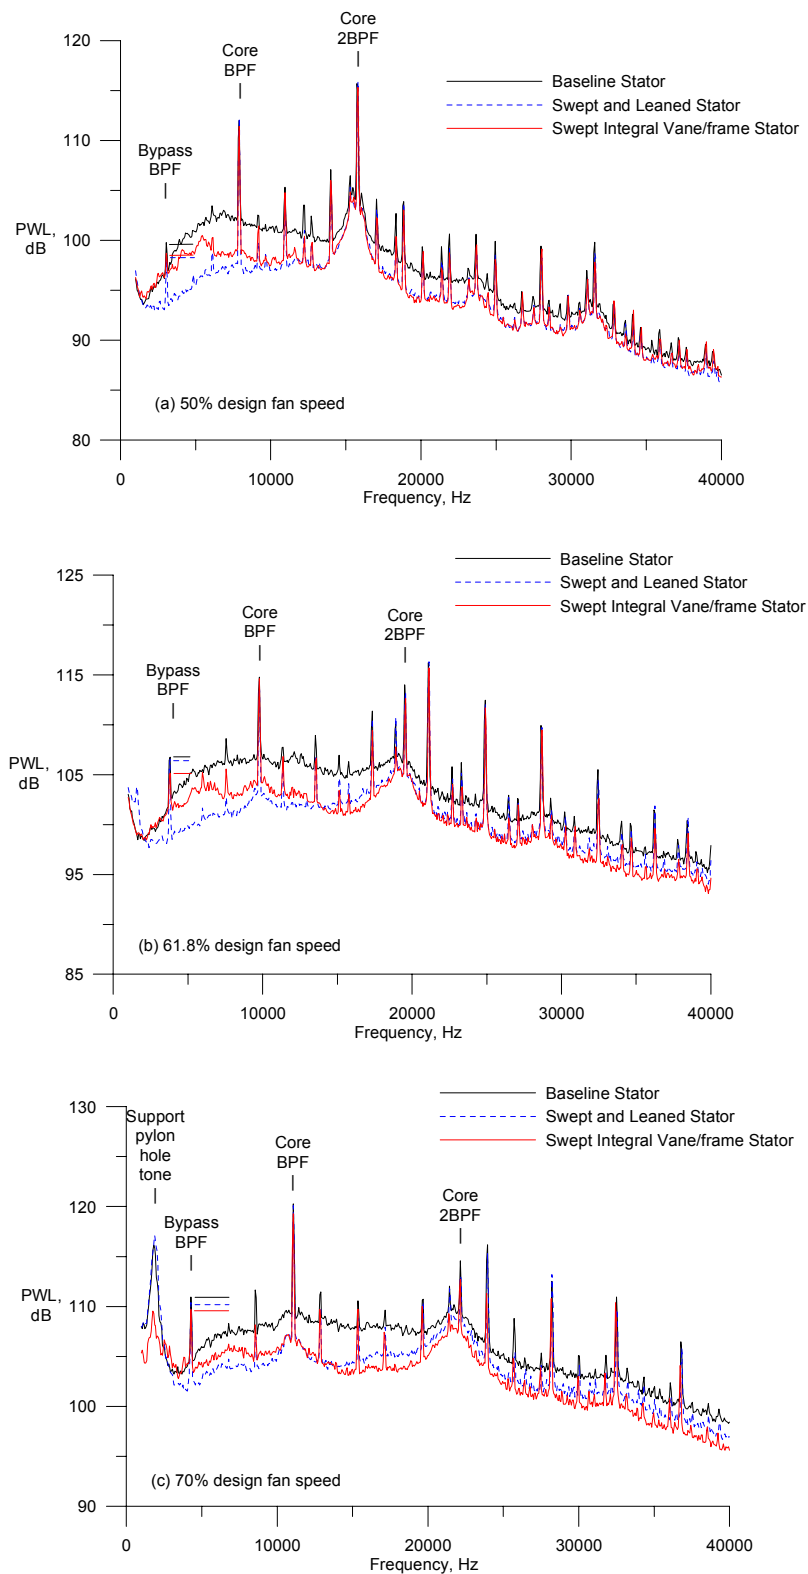 120
Core
2BPF
Core
BPF
Baseline Stator
Swept and Leaned Stator
Swept Integral Vane/frame Stator
110
Bypass
BPF
PWL,
dB
100
90
(a) 50% design fan speed
80
0
10000
20000
30000
40000
Frequency, Hz
Baseline Stator
Swept and Leaned Stator
Swept Integral Vane/frame Stator
125
Core
BPF
Core
2BPF
115
Bypass
BPF
PWL,
dB
105
95
(b) 61.8% design fan speed
85
0
10000
20000
30000
40000
Frequency, Hz
Baseline Stator
Swept and Leaned Stator
Swept Integral Vane/frame Stator
130
Support
pylon
hole
tone
Core
BPF
120
Core
2BPF
Bypass
BPF
PWL,
dB
110
100
(c) 70% design fan speed
90
0
10000
20000
30000
40000
Frequency, Hz